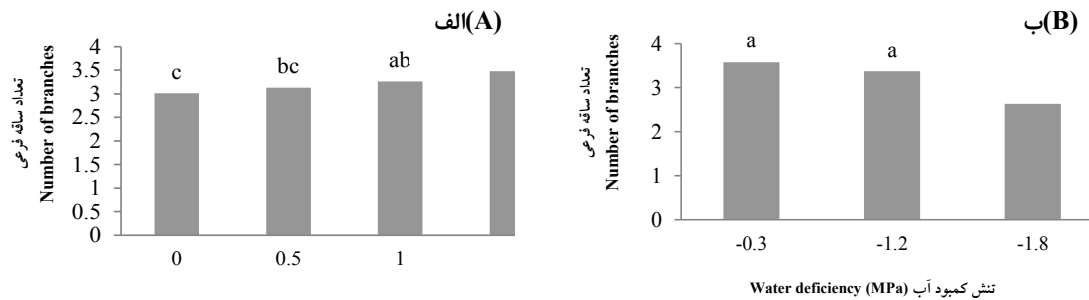 (A)الف
تعداد ساقه فرعی
Number of branches
4
3.5
3
2.5
2
1.5
1
0.5
0
c
bc
ab
0
0.5
1
(B)ب
تعداد ساقه فرعی
Number of branches
4
3
2
1
0
a
a
-0.3
-1.2
-1.8
Water deficiency (MPa) تنش کمبود آب